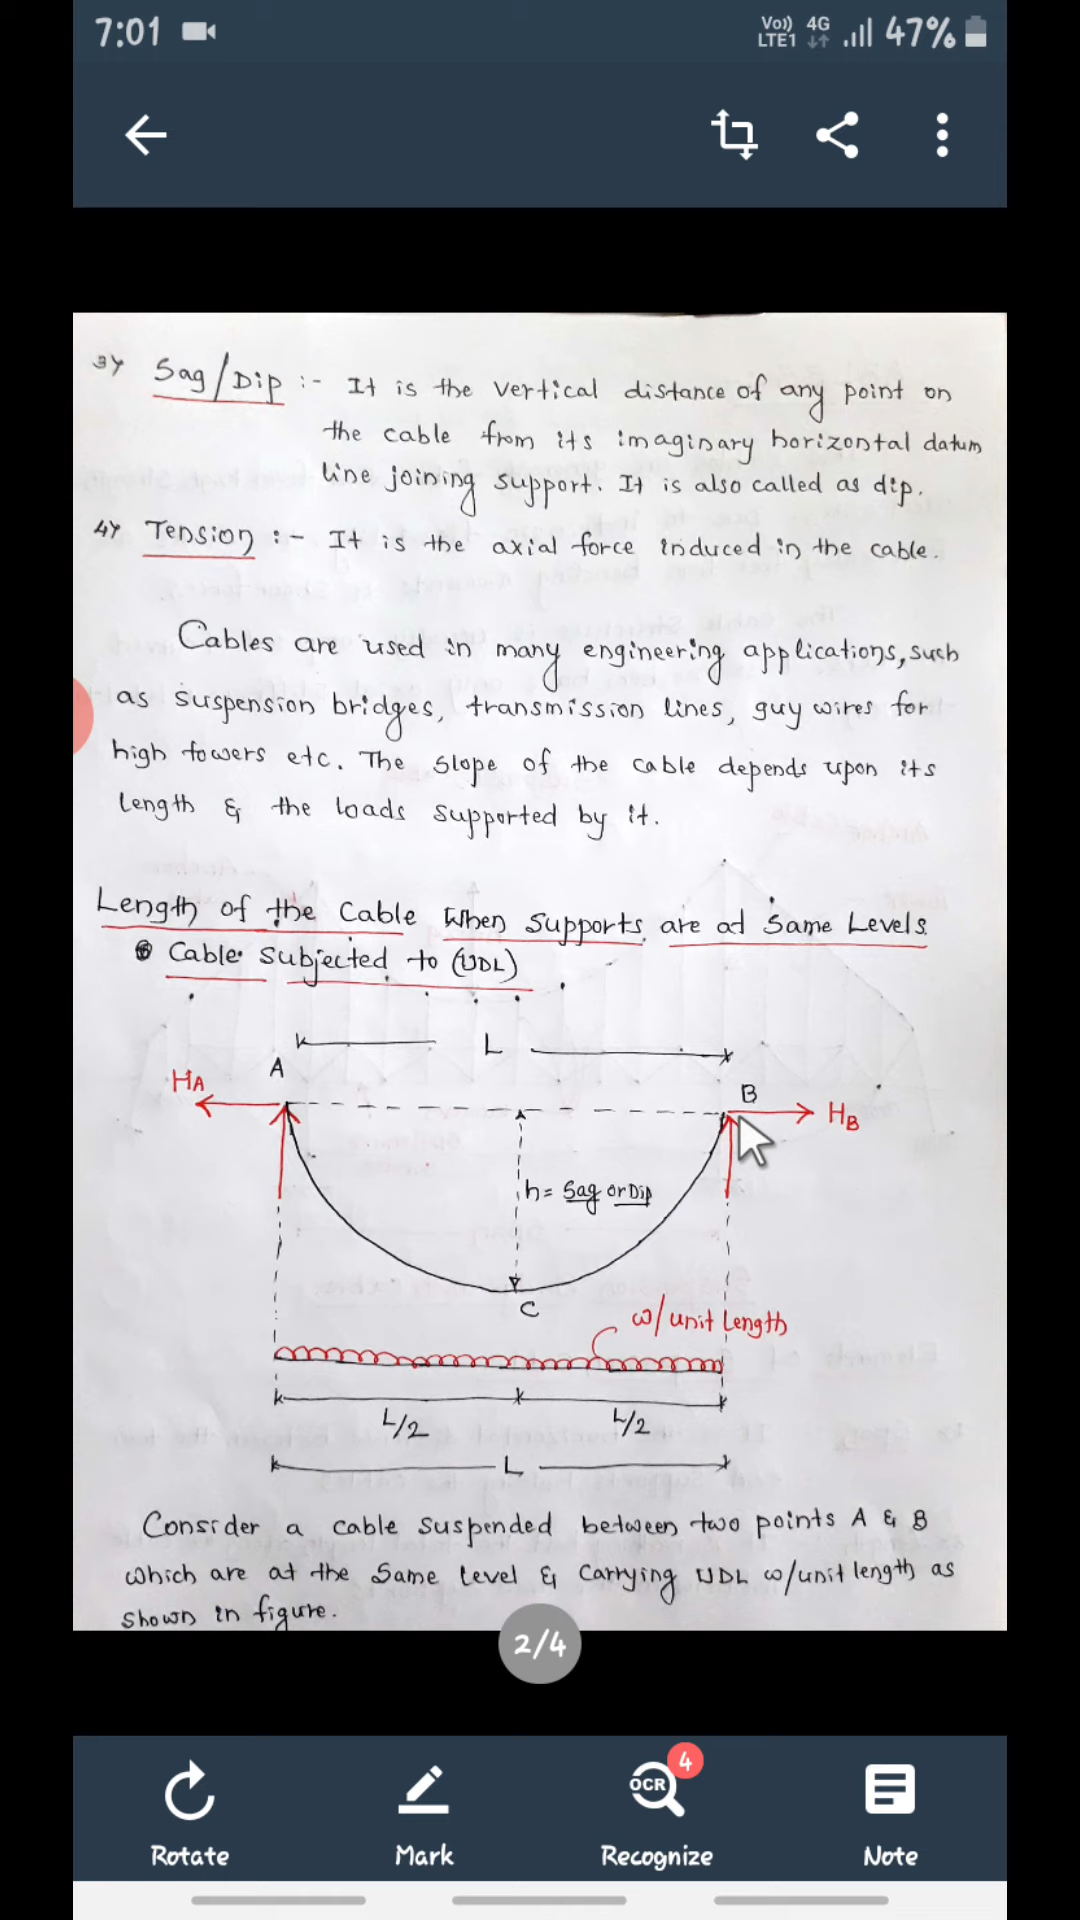 7:01
Vo)) LTE1 4G 47%
3) Sag/Dip :- It is the vertical distance of any point on
the cable from its imaginary horizontal datum
line joining support. It is also called as dip.
4) Tension :- It is the axial force induced in the cable.
Cables are used in many engineering applications, such
as suspension bridges, transmission lines, guy wires for
high towers etc. The slope of the cable depends upon its
Length & the loads supported by it.
Length of the Cable When Supports are at Same Levels
Cable Subjected to (UDL)
L
A
HA
B
HB
h = Sag or Dip
C
w/unit Length
L/2 L/2
L
Consider a cable suspended between two points A & B
which are at the Same level & carrying UDL w/unit length as
shown in figure.
2/4
OCR 4
Rotate Mark Recognize Note